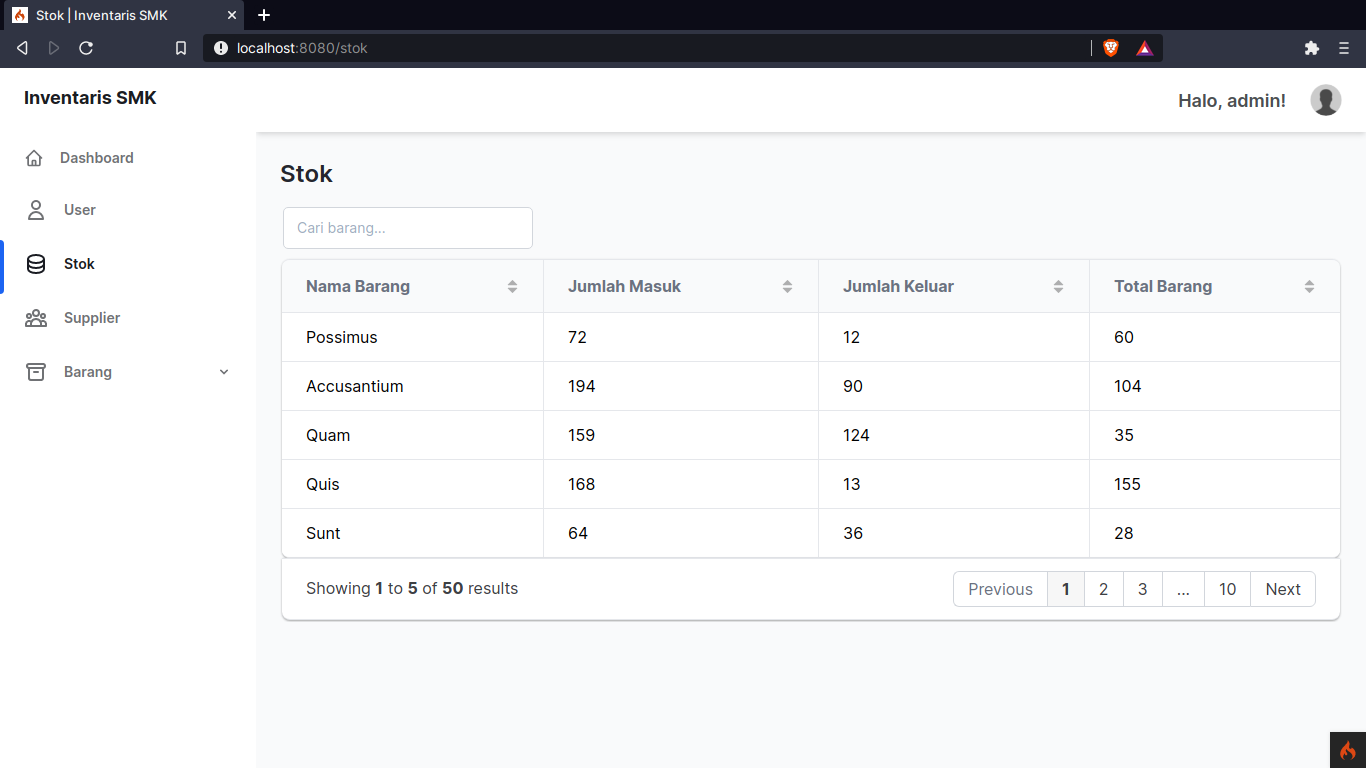 Stok | Inventaris SMK
localhost:8080/stok
Inventaris SMK
Halo, admin!
Dashboard
User
Stok
Supplier
Barang
Stok
Cari barang...
Nama Barang Jumlah Masuk Jumlah Keluar Total Barang
Possimus 72 12 60
Accusantium 194 90 104
Quam 159 124 35
Quis 168 13 155
Sunt 64 36 28
Showing 1 to 5 of 50 results
Previous 1 2 3 ... 10 Next